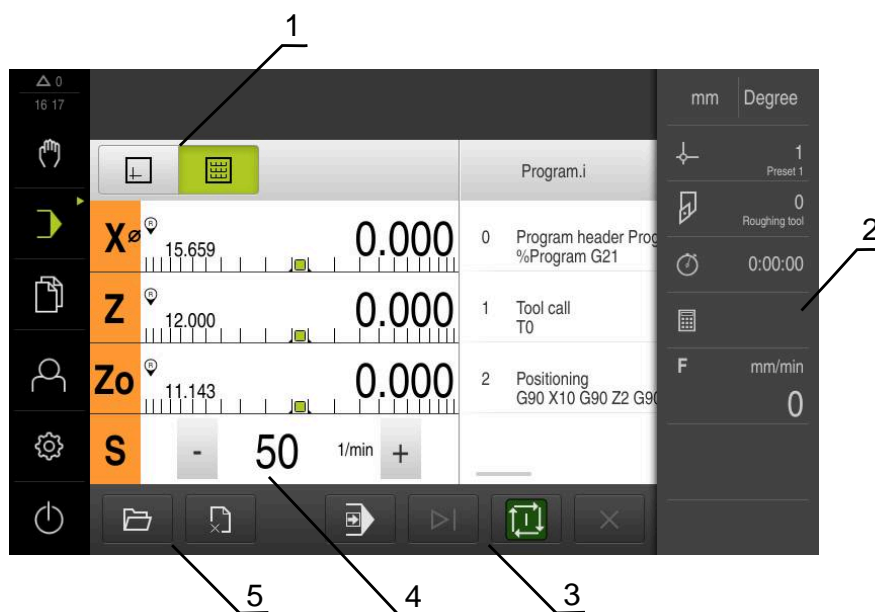 1
0
16 17
mm Degree
1
Preset 1
Program.i
0
Roughing tool
2
X ⌀ R 15.659 0.000
0 Program header Prog
%Program G21
0:00:00
Z R 12.000 0.000
1 Tool call
T0
F mm/min
0
Zo R 11.143 0.000
2 Positioning
G90 X10 G90 Z2 G90
S - 50 1/min +
5
4
3